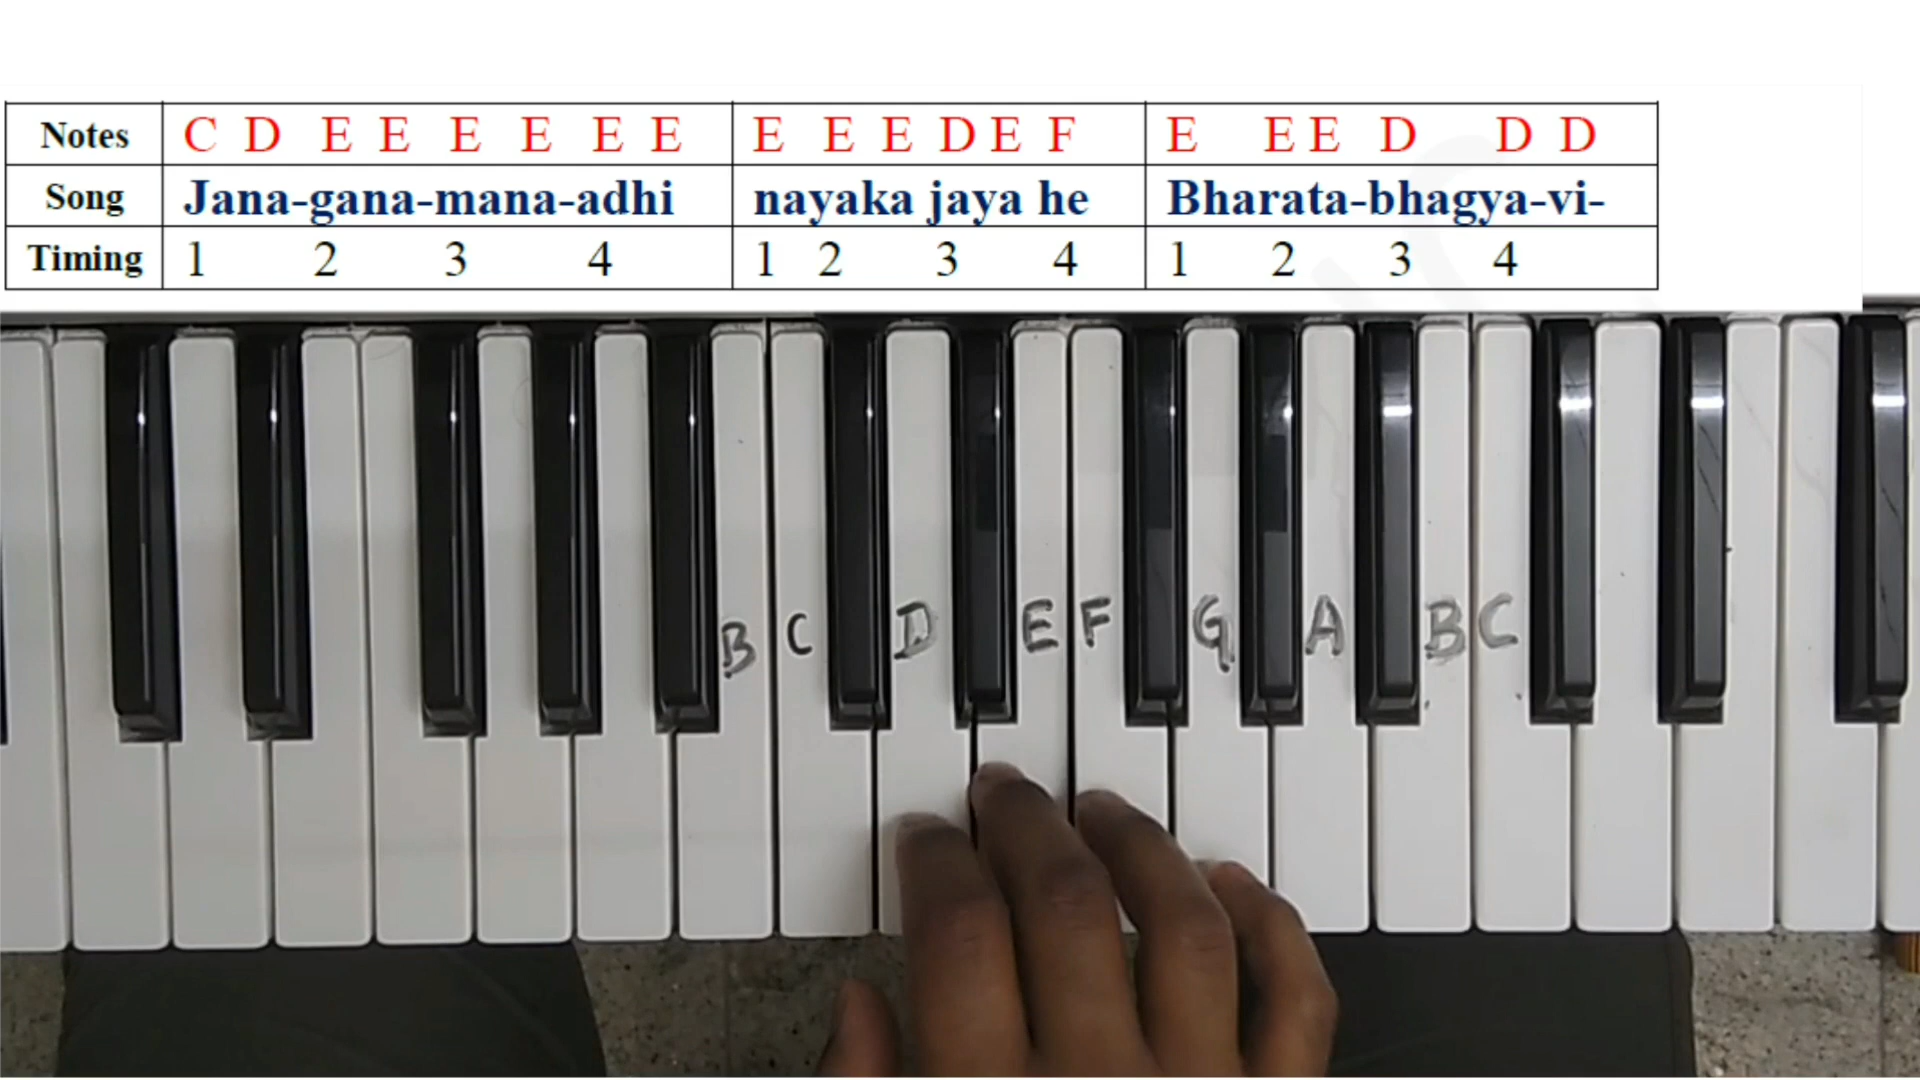 Notes C D E E E E E E E E E D E F E E E D D D
Song Jana-gana-mana-adhi nayaka jaya he Bharata-bhagya-vi-
Timing 1 2 3 4 1 2 3 4 1 2 3 4
B C D E F G A B C